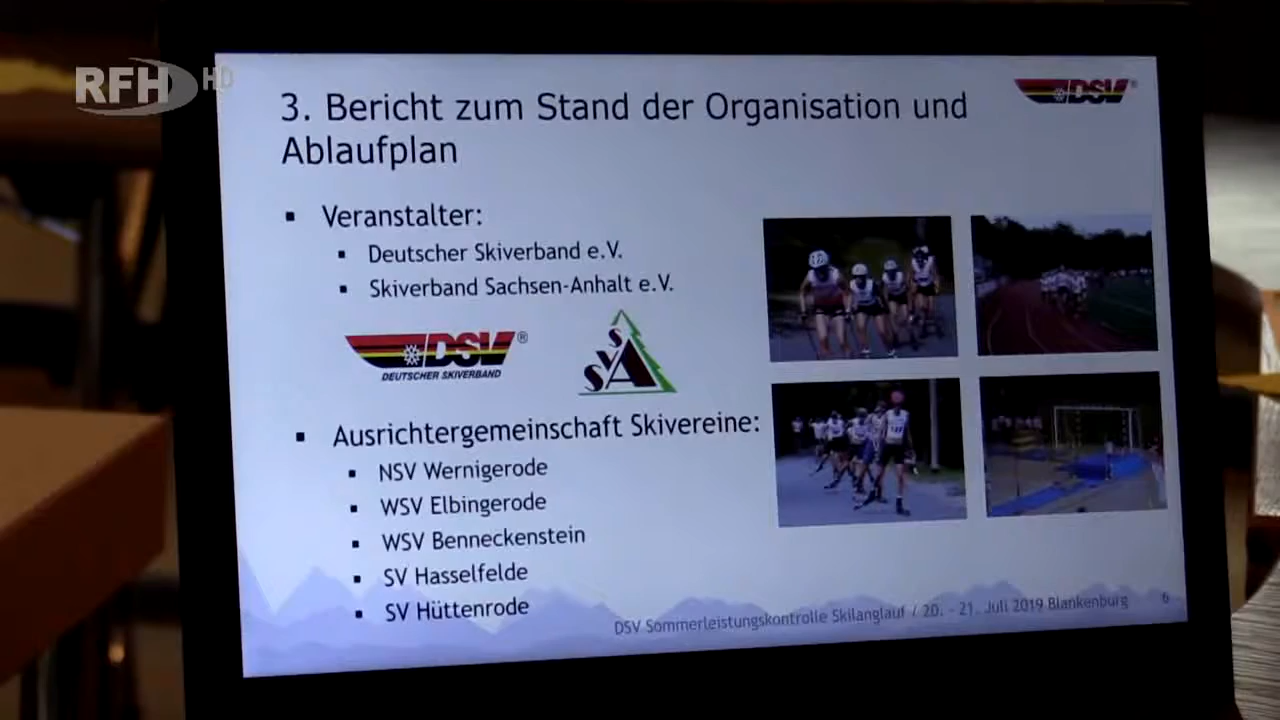 RFH HD
3. Bericht zum Stand der Organisation und
Ablaufplan
DSV®
▪ Veranstalter:
▪ Deutscher Skiverband e.V.
▪ Skiverband Sachsen-Anhalt e.V.
DSV®
DEUTSCHER SKIVERBAND
SVSA
▪ Ausrichtergemeinschaft Skivereine:
▪ NSV Wernigerode
▪ WSV Elbingerode
▪ WSV Benneckenstein
▪ SV Hasselfelde
▪ SV Hüttenrode
DSV Sommerleistungskontrolle Skilanglauf / 20. - 21. Juli 2019 Blankenburg 6